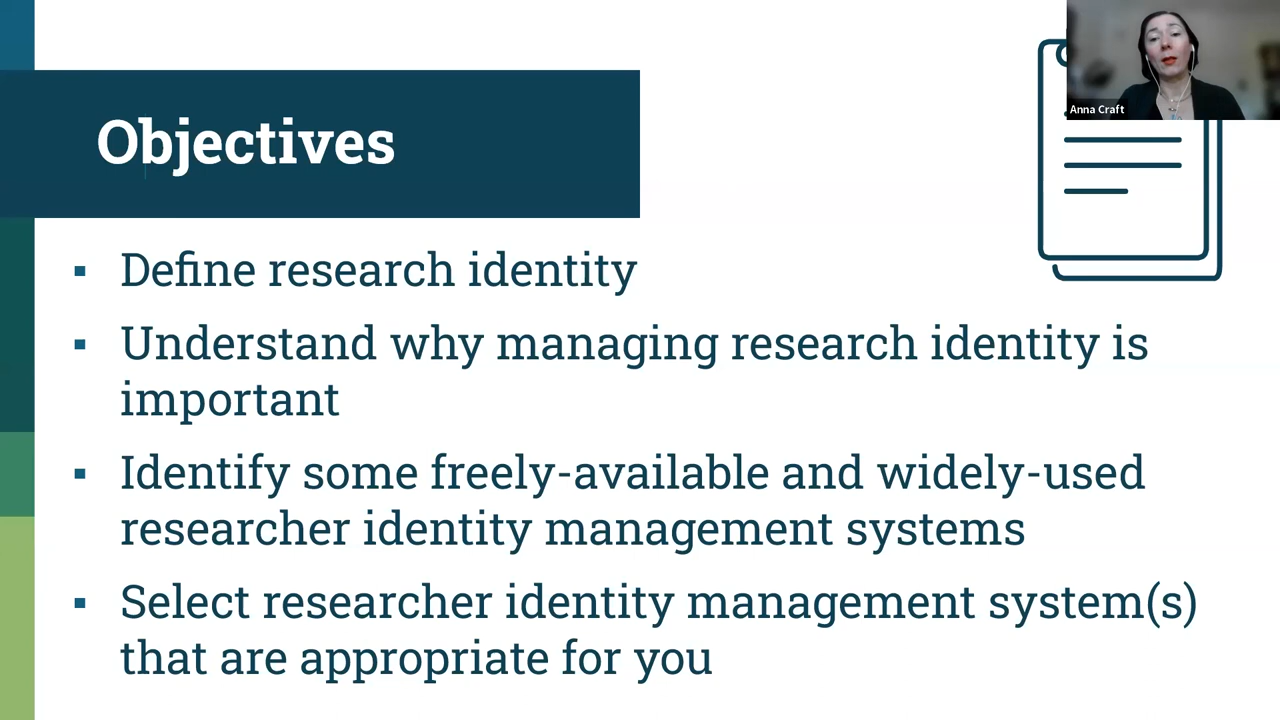 Objectives
Anna Craft
▪ Define research identity
▪ Understand why managing research identity is
important
▪ Identify some freely-available and widely-used
researcher identity management systems
▪ Select researcher identity management system(s)
that are appropriate for you